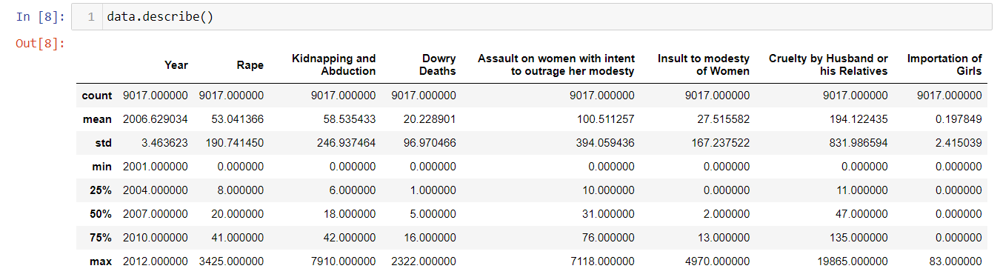 In [8]: 1 data.describe()
Out[8]:
Year Rape Kidnapping and Abduction Dowry Deaths Assault on women with intent to outrage her modesty Insult to modesty of Women Cruelty by Husband or his Relatives Importation of Girls
count 9017.000000 9017.000000 9017.000000 9017.000000 9017.000000 9017.000000 9017.000000 9017.000000
mean 2006.629034 53.041366 58.535433 20.228901 100.511257 27.515582 194.122435 0.197849
std 3.463623 190.741450 246.937464 96.970466 394.059436 167.237522 831.986594 2.415039
min 2001.000000 0.000000 0.000000 0.000000 0.000000 0.000000 0.000000 0.000000
25% 2004.000000 8.000000 6.000000 1.000000 10.000000 0.000000 11.000000 0.000000
50% 2007.000000 20.000000 18.000000 5.000000 31.000000 2.000000 47.000000 0.000000
75% 2010.000000 41.000000 42.000000 16.000000 76.000000 13.000000 135.000000 0.000000
max 2012.000000 3425.000000 7910.000000 2322.000000 7118.000000 4970.000000 19865.000000 83.000000